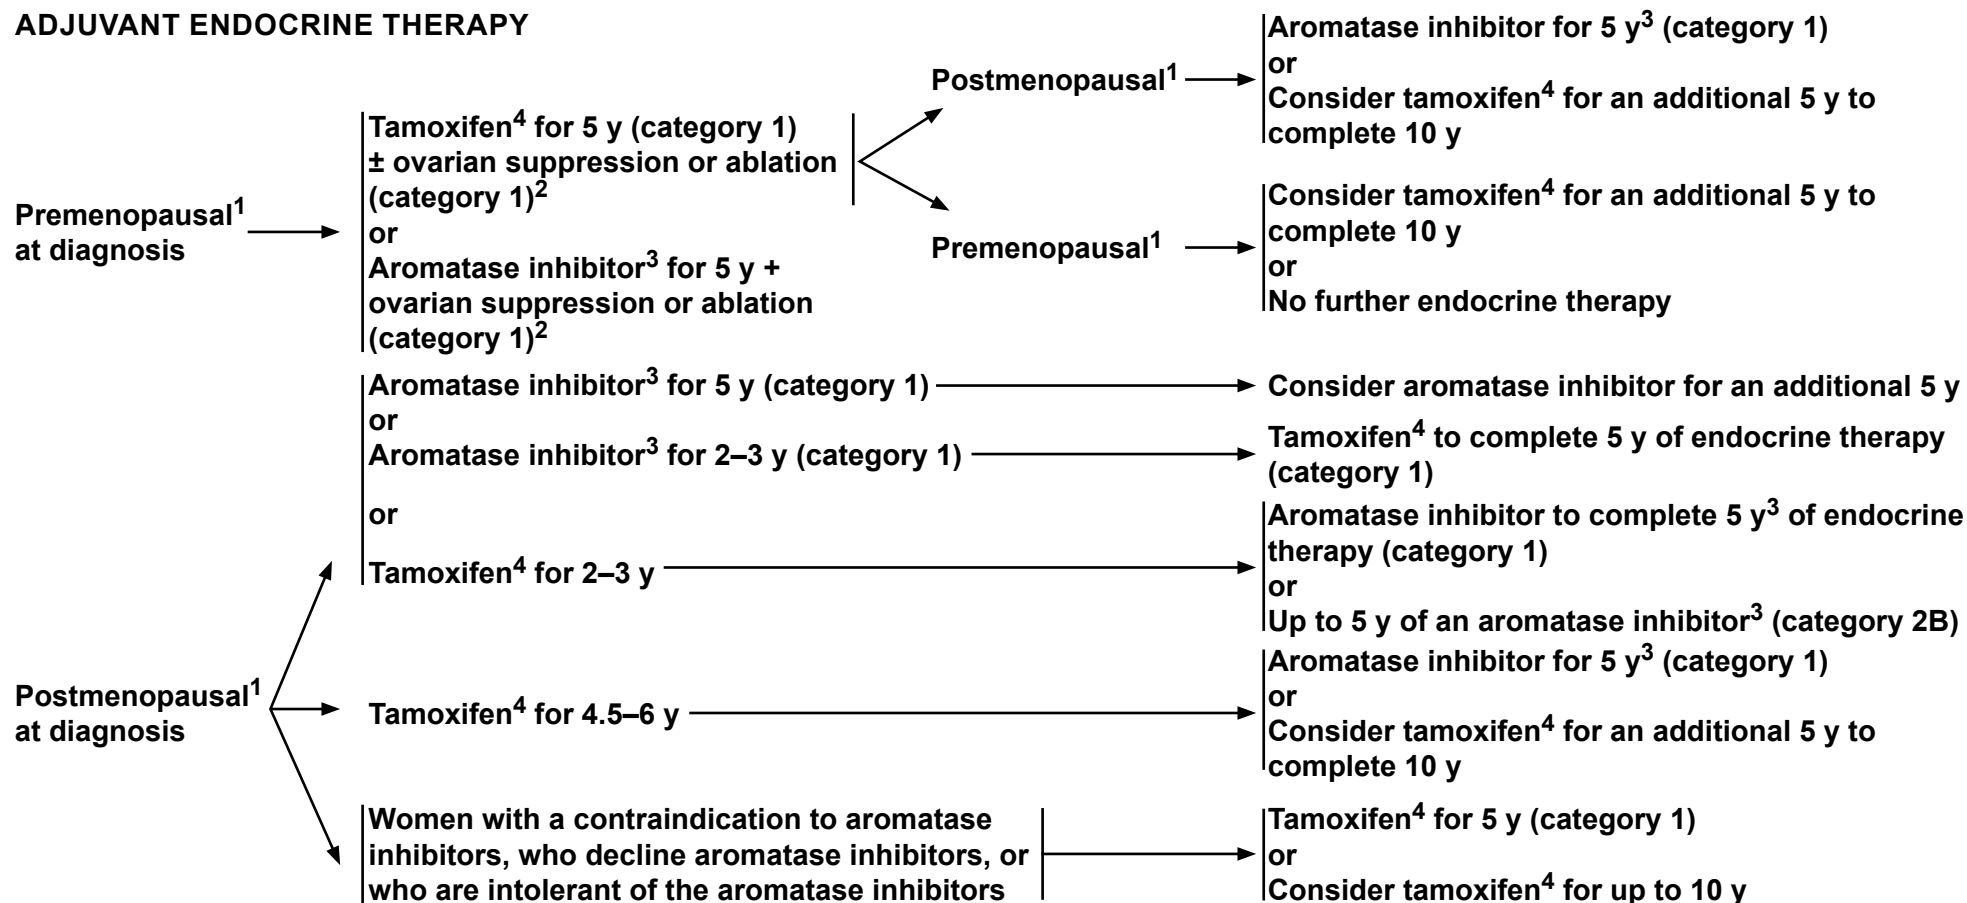 ADJUVANT ENDOCRINE THERAPY
Premenopausal1
at diagnosis
Tamoxifen4 for 5 y (category 1)
± ovarian suppression or ablation
(category 1)2
or
Aromatase inhibitor3 for 5 y +
ovarian suppression or ablation
(category 1)2
Postmenopausal1
Aromatase inhibitor for 5 y3 (category 1)
or
Consider tamoxifen4 for an additional 5 y to
complete 10 y
Premenopausal1
Consider tamoxifen4 for an additional 5 y to
complete 10 y
or
No further endocrine therapy
Postmenopausal1
at diagnosis
Aromatase inhibitor3 for 5 y (category 1)
Consider aromatase inhibitor for an additional 5 y
or
Aromatase inhibitor3 for 2–3 y (category 1)
Tamoxifen4 to complete 5 y of endocrine therapy
(category 1)
or
Tamoxifen4 for 2–3 y
Aromatase inhibitor to complete 5 y3 of endocrine
therapy (category 1)
or
Up to 5 y of an aromatase inhibitor3 (category 2B)
Tamoxifen4 for 4.5–6 y
Aromatase inhibitor for 5 y3 (category 1)
or
Consider tamoxifen4 for an additional 5 y to
complete 10 y
Women with a contraindication to aromatase
inhibitors, who decline aromatase inhibitors, or
who are intolerant of the aromatase inhibitors
Tamoxifen4 for 5 y (category 1)
or
Consider tamoxifen4 for up to 10 y